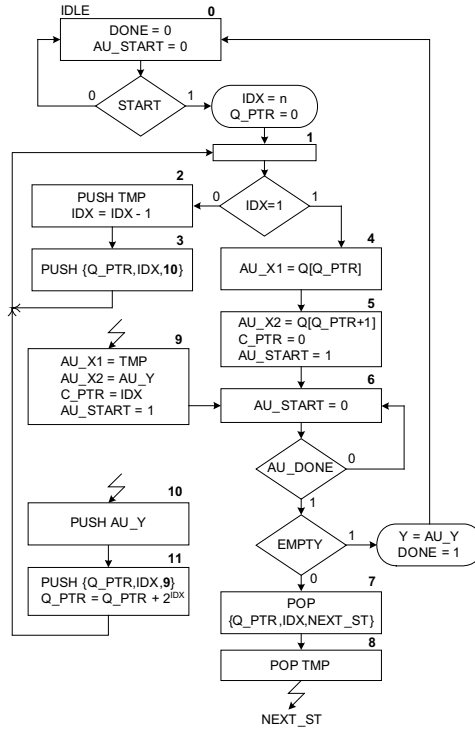 IDLE
0
DONE = 0
AU_START = 0
0
START
1
IDX = n
Q_PTR = 0
1
2
PUSH TMP
IDX = IDX - 1
0
IDX=1
1
3
PUSH {Q_PTR,IDX,10}
4
AU_X1 = Q[Q_PTR]
5
AU_X2 = Q[Q_PTR+1]
C_PTR = 0
AU_START = 1
9
AU_X1 = TMP
AU_X2 = AU_Y
C_PTR = IDX
AU_START = 1
6
AU_START = 0
AU_DONE
0
1
10
PUSH AU_Y
EMPTY
1
Y = AU_Y
DONE = 1
0
11
PUSH {Q_PTR,IDX,9}
Q_PTR = Q_PTR + 2^IDX
7
POP
{Q_PTR,IDX,NEXT_ST}
8
POP TMP
NEXT_ST